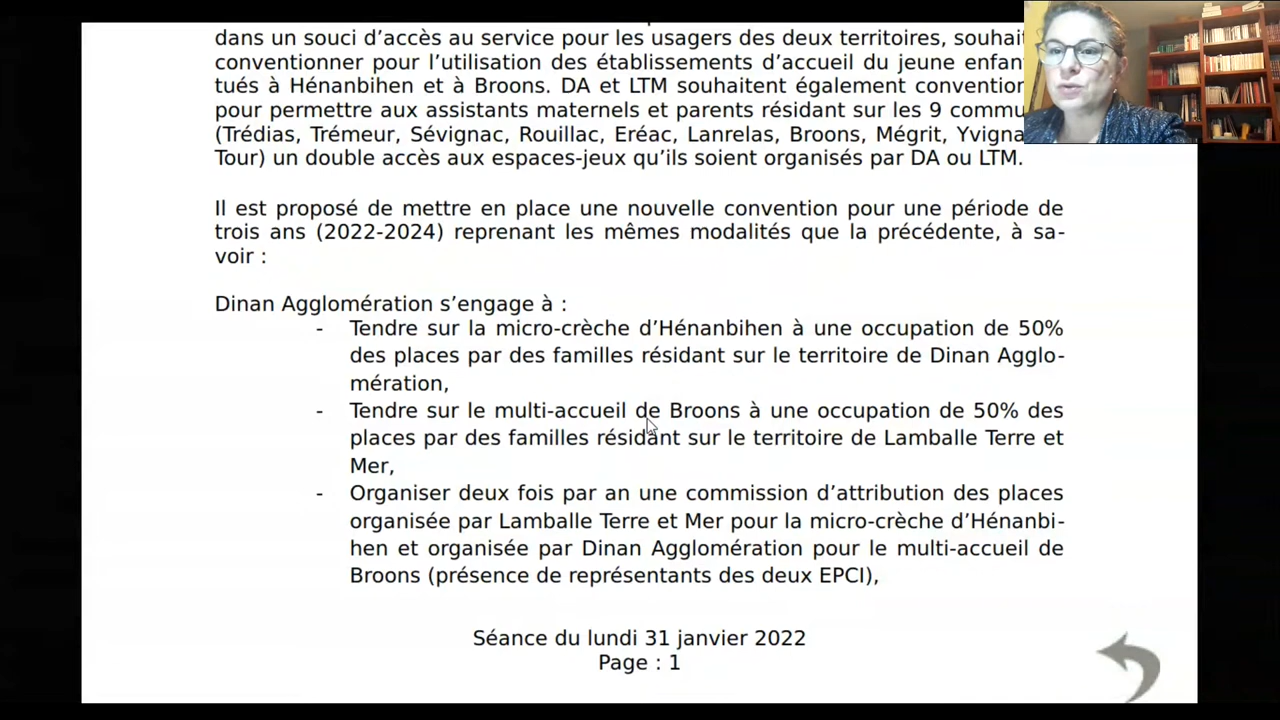 dans un souci d’accès au service pour les usagers des deux territoires,
conventionner pour l’utilisation des établissements d’accueil du jeune
tués à Hénanbihen et à Broons. DA et LTM souhaitent également
pour permettre aux assistants maternels et parents résidant sur les 9
(Trédias, Trémeur, Sévignac, Rouillac, Eréac, Lanrelas, Broons, Mégrit,
Tour) un double accès aux espaces-jeux qu’ils soient organisés par DA ou LTM.
Il est proposé de mettre en place une nouvelle convention pour une période de
trois ans (2022-2024) reprenant les mêmes modalités que la précédente, à sa-
voir :
Dinan Agglomération s’engage à :
- Tendre sur la micro-crèche d’Hénanbihen à une occupation de 50%
des places par des familles résidant sur le territoire de Dinan Agglo-
mération,
- Tendre sur le multi-accueil de Broons à une occupation de 50% des
places par des familles résidant sur le territoire de Lamballe Terre et
Mer,
- Organiser deux fois par an une commission d’attribution des places
organisée par Lamballe Terre et Mer pour la micro-crèche d’Hénanbi-
hen et organisée par Dinan Agglomération pour le multi-accueil de
Broons (présence de représentants des deux EPCI),
Séance du lundi 31 janvier 2022
Page : 1